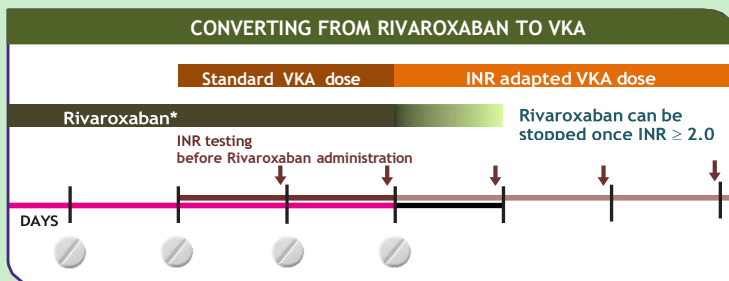 CONVERTING FROM RIVAROXABAN TO VKA
Standard VKA dose
INR adapted VKA dose
Rivaroxaban*
Rivaroxaban can be
stopped once INR ≥ 2.0
INR testing
before Rivaroxaban administration
DAYS